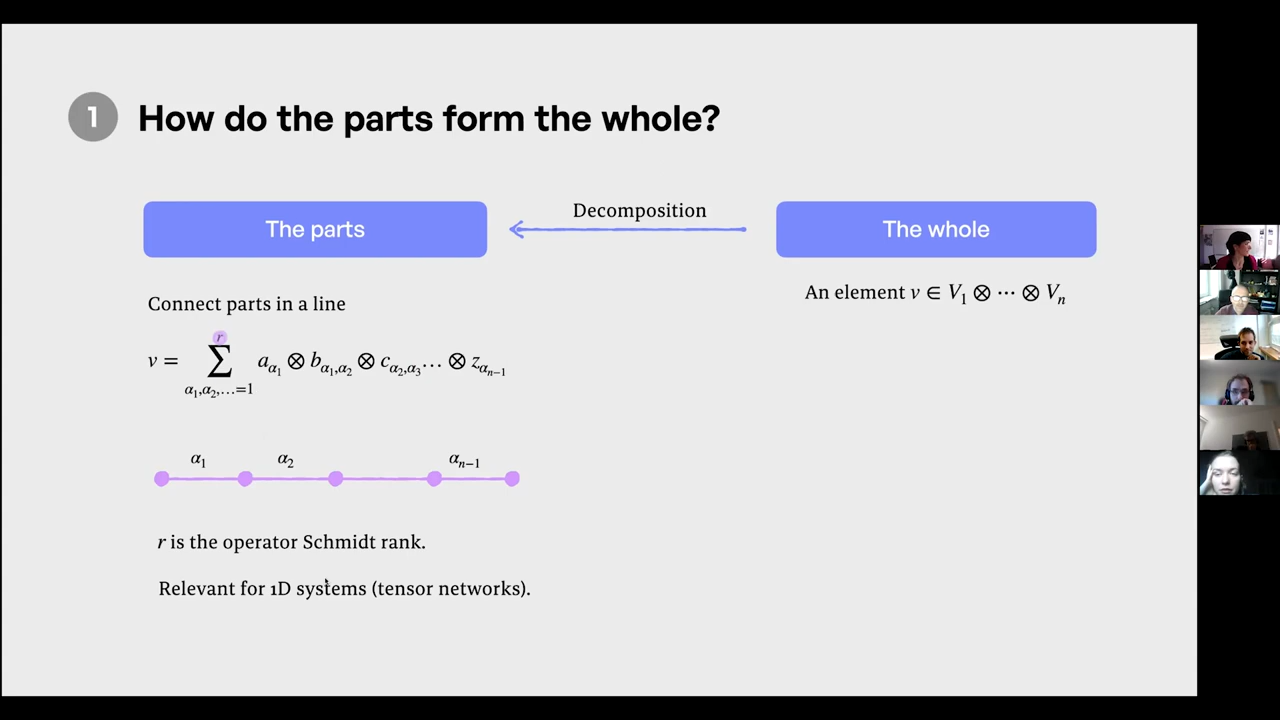 1 How do the parts form the whole?
The parts
Decomposition
The whole
Connect parts in a line
An element v ∈ V₁ ⊗ ⋯ ⊗ Vₙ
r
v = ∑ a_{α₁} ⊗ b_{α₁,α₂} ⊗ c_{α₂,α₃}… ⊗ z_{αₙ₋₁}
α₁,α₂,…=1
α₁ α₂ αₙ₋₁
r is the operator Schmidt rank.
Relevant for 1D systems (tensor networks).